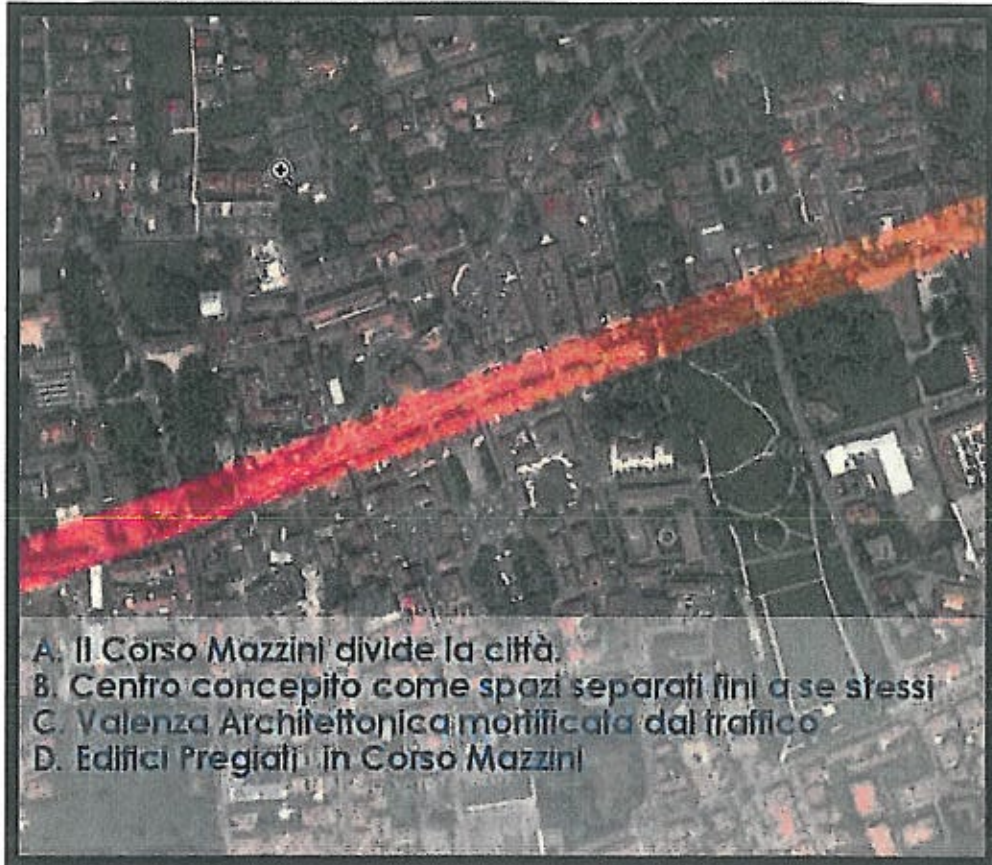 A. Il Corso Mazzini divide la città.
B. Centro concepito come spazi separati fini a se stessi
C. Valenza Architettonica mortificata dal traffico
D. Edifici Pregiati in Corso Mazzini